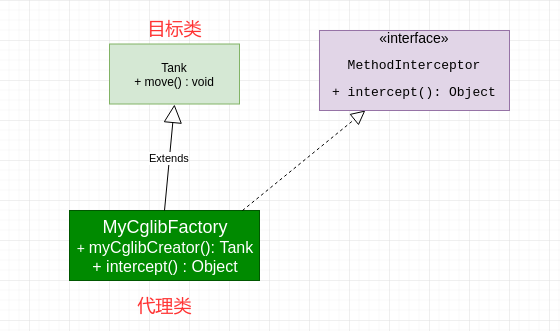 目标类
Tank
+ move() : void
«interface»
MethodInterceptor
+ intercept(): Object
Extends
MyCglibFactory
+ myCglibCreator(): Tank
+ intercept() : Object
代理类